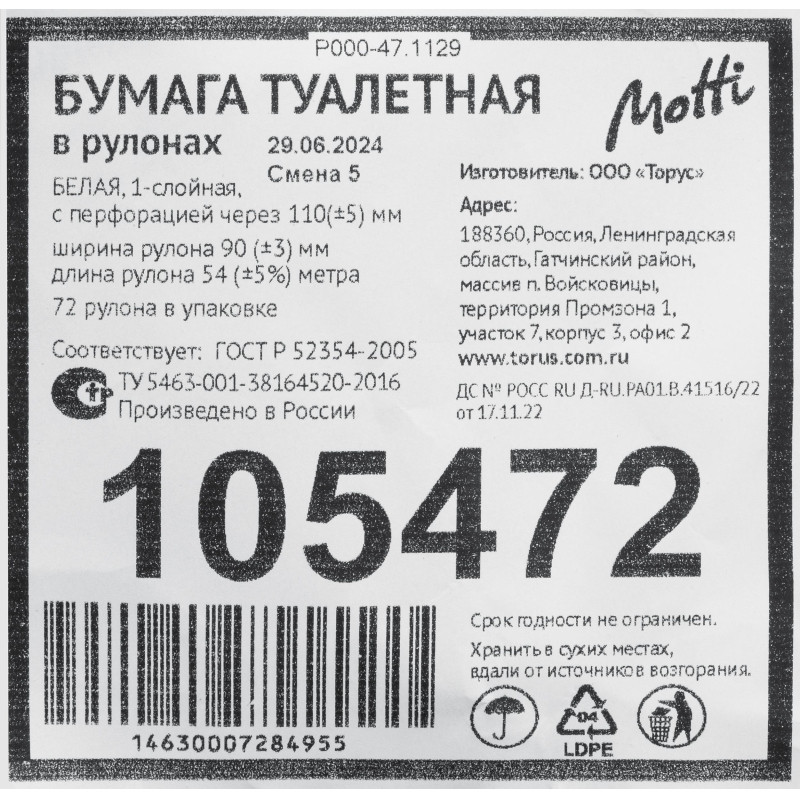 Р000-47.1129
БУМАГА ТУАЛЕТНАЯ
в рулонах
29.06.2024
Смена 5
БЕЛАЯ, 1-слойная,
с перфорацией через 110(±5) мм
ширина рулона 90 (±3) мм
длина рулона 54 (±5%) метра
72 рулона в упаковке
Соответствует: ГОСТ Р 52354-2005
ТУ 5463-001-38164520-2016
Произведено в России
Motti
Изготовитель: ООО «Торус»
Адрес:
188360,Россия,Ленинградская
область,Гатчинский район,
массив п. Войсковицы,
территория Промзона 1,
участок 7,корпус 3,офис 2
www.torus.com.ru
ДС № РОСС RU Д-RU.РА01.В.41516/22
от 17.11.22
105472
14630007284955
Срок годности не ограничен.
Хранить в сухих местах,
вдали от источников возгорания.
04
LDPE